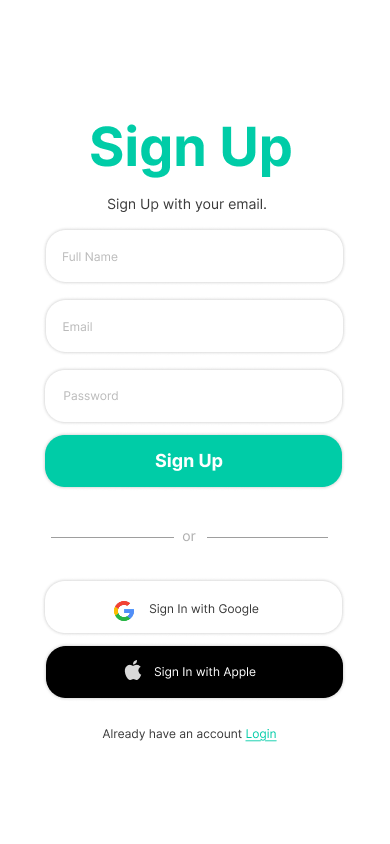 Sign Up
Sign Up with your email.
Full Name
Email
Password
Sign Up
or
Sign In with Google
Sign In with Apple
Already have an account Login